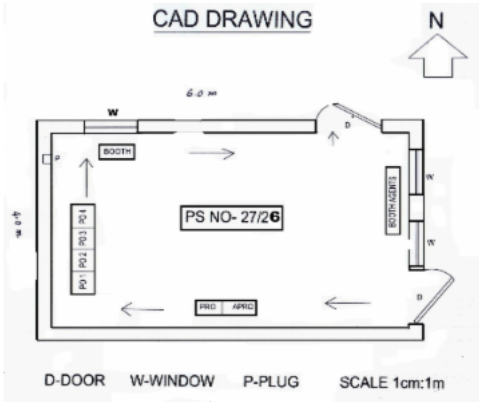 CAD DRAWING
N
6.0 m
W
D
BOOTH
P
W
BOOTH AGENTS
PO1 PO2 PO3 PO4
4.0 m
PS NO- 27/26
W
PRO APRO
D
D-DOOR W-WINDOW P-PLUG SCALE 1cm:1m